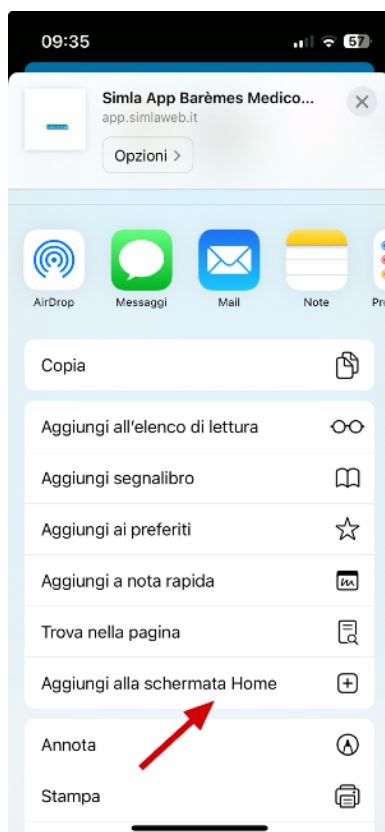 09:35
57
Simla App Barèmes Medico...
app.simlaweb.it
Opzioni >
AirDrop
Messaggi
Mail
Note
Pr
Copia
Aggiungi all'elenco di lettura
Aggiungi segnalibro
Aggiungi ai preferiti
Aggiungi a nota rapida
Trova nella pagina
Aggiungi alla schermata Home
Annota
Stampa